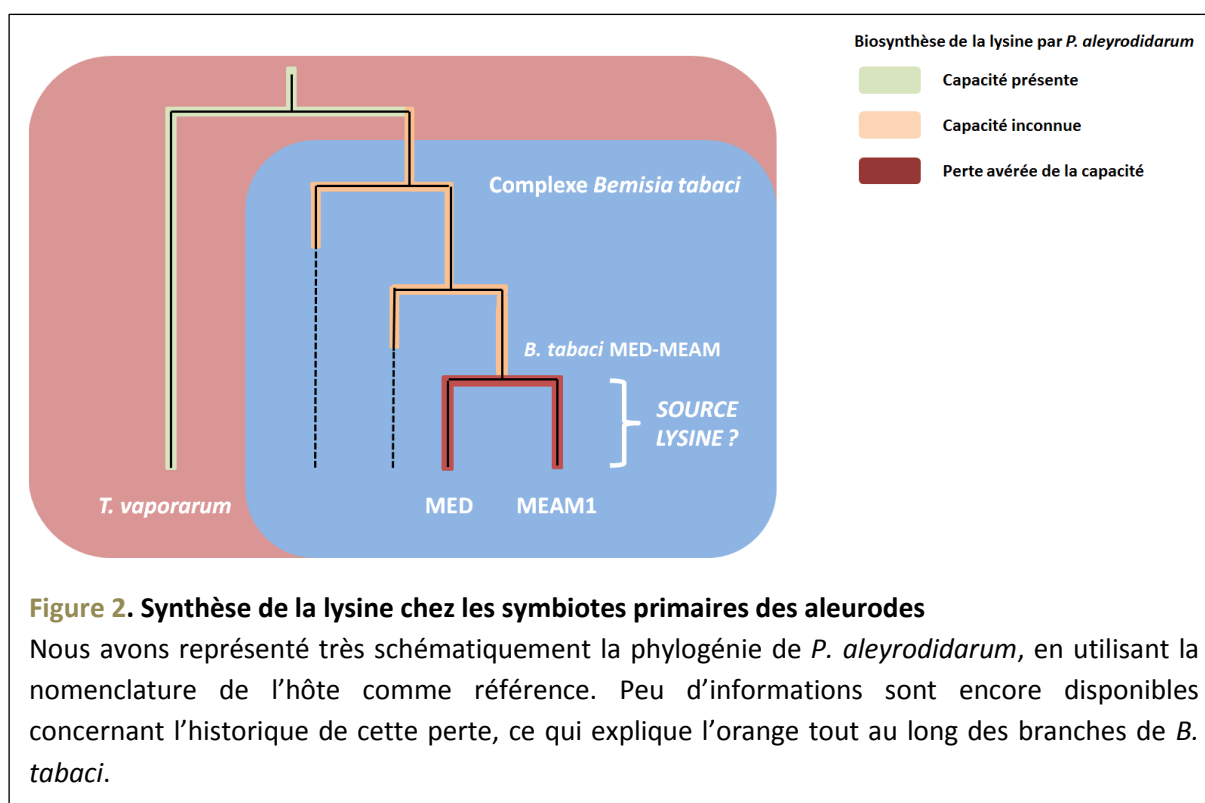 Biosynthèse de la lysine par P. aleyrodidarum
Capacité présente
Capacité inconnue
Perte avérée de la capacité
Complexe Bemisia tabaci
B. tabaci MED-MEAM
SOURCE
LYSINE ?
T. vaporarum
MED
MEAM1
Figure 2. Synthèse de la lysine chez les symbiotes primaires des aleurodes
Nous avons représenté très schématiquement la phylogénie de P. aleyrodidarum, en utilisant la
nomenclature de l’hôte comme référence. Peu d’informations sont encore disponibles
concernant l’historique de cette perte, ce qui explique l’orange tout au long des branches de B.
tabaci.